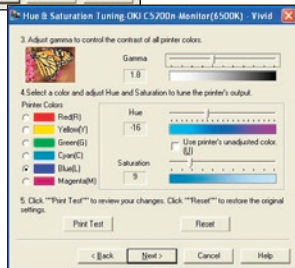 Hue & Saturation Tuning-OKI C5200n-Monitor(6500K) - Vivid
3. Adjust gamma to control the contrast of all printer colors.
Gamma
1.8
4.Select a color and adjust Hue and Saturation to tune the printer's output.
Printer Colors
Red(R)
Yellow(Y)
Green(G)
Cyan(C)
Blue(L)
Magenta(M)
Hue
-16
Use printer's unadjusted color.
(U)
Saturation
9
5. Click ""Print Test"" to review your changes. Click ""Reset"" to restore the original
settings.
Print Test
Reset
< Back
Next >
Cancel
Help